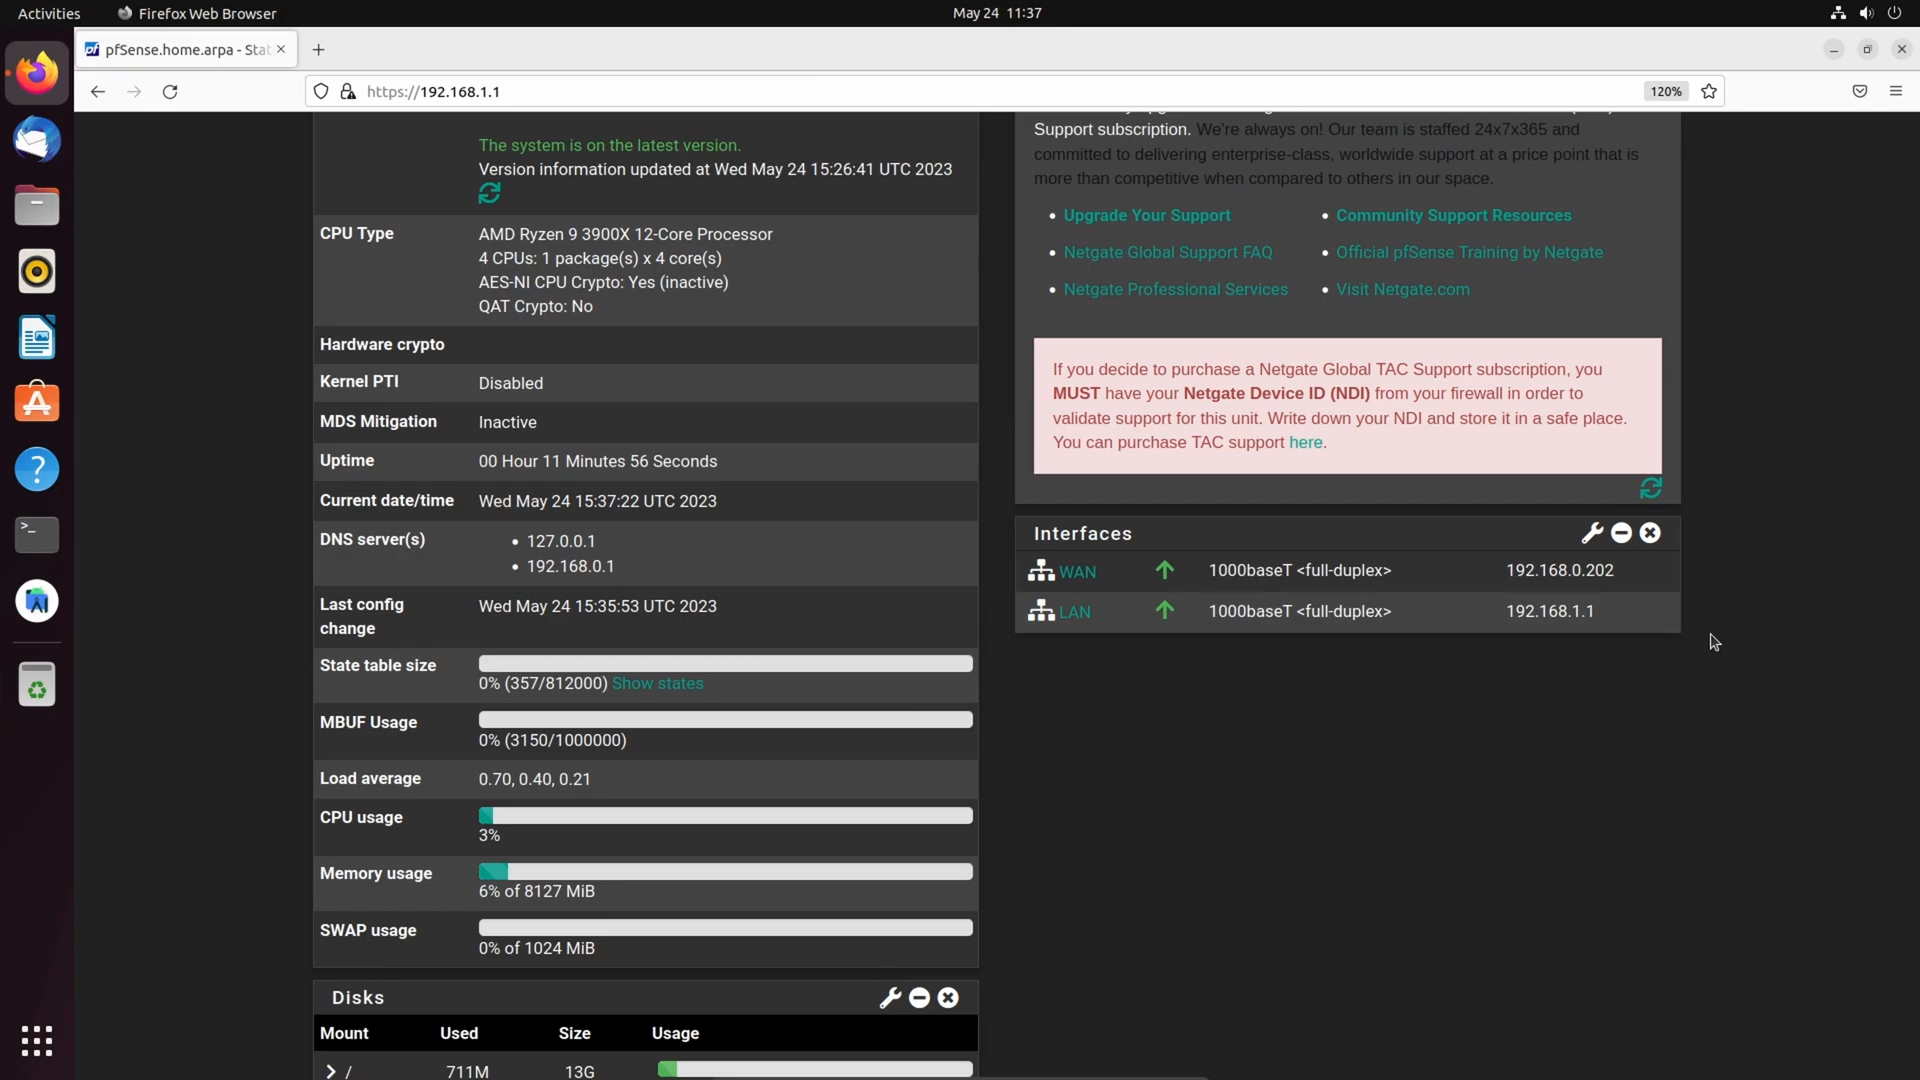 Activities
Firefox Web Browser
May 24 11:37
pfSense.home.arpa - Stat
https://192.168.1.1
120%
The system is on the latest version.
Version information updated at Wed May 24 15:26:41 UTC 2023
CPU Type
AMD Ryzen 9 3900X 12-Core Processor
4 CPUs: 1 package(s) x 4 core(s)
AES-NI CPU Crypto: Yes (inactive)
QAT Crypto: No
Hardware crypto
Kernel PTI
Disabled
MDS Mitigation
Inactive
Uptime
00 Hour 11 Minutes 56 Seconds
Current date/time
Wed May 24 15:37:22 UTC 2023
DNS server(s)
• 127.0.0.1
• 192.168.0.1
Last config
change
Wed May 24 15:35:53 UTC 2023
State table size
0% (357/812000) Show states
MBUF Usage
0% (3150/1000000)
Load average
0.70, 0.40, 0.21
CPU usage
3%
Memory usage
6% of 8127 MiB
SWAP usage
0% of 1024 MiB
Disks
Mount Used Size Usage
/ 711M 13G
Support subscription. We're always on! Our team is staffed 24x7x365 and
committed to delivering enterprise-class, worldwide support at a price point that is
more than competitive when compared to others in our space.
• Upgrade Your Support
• Netgate Global Support FAQ
• Netgate Professional Services
• Community Support Resources
• Official pfSense Training by Netgate
• Visit Netgate.com
If you decide to purchase a Netgate Global TAC Support subscription, you
MUST have your Netgate Device ID (NDI) from your firewall in order to
validate support for this unit. Write down your NDI and store it in a safe place.
You can purchase TAC support here.
Interfaces
WAN 1000baseT <full-duplex> 192.168.0.202
LAN 1000baseT <full-duplex> 192.168.1.1